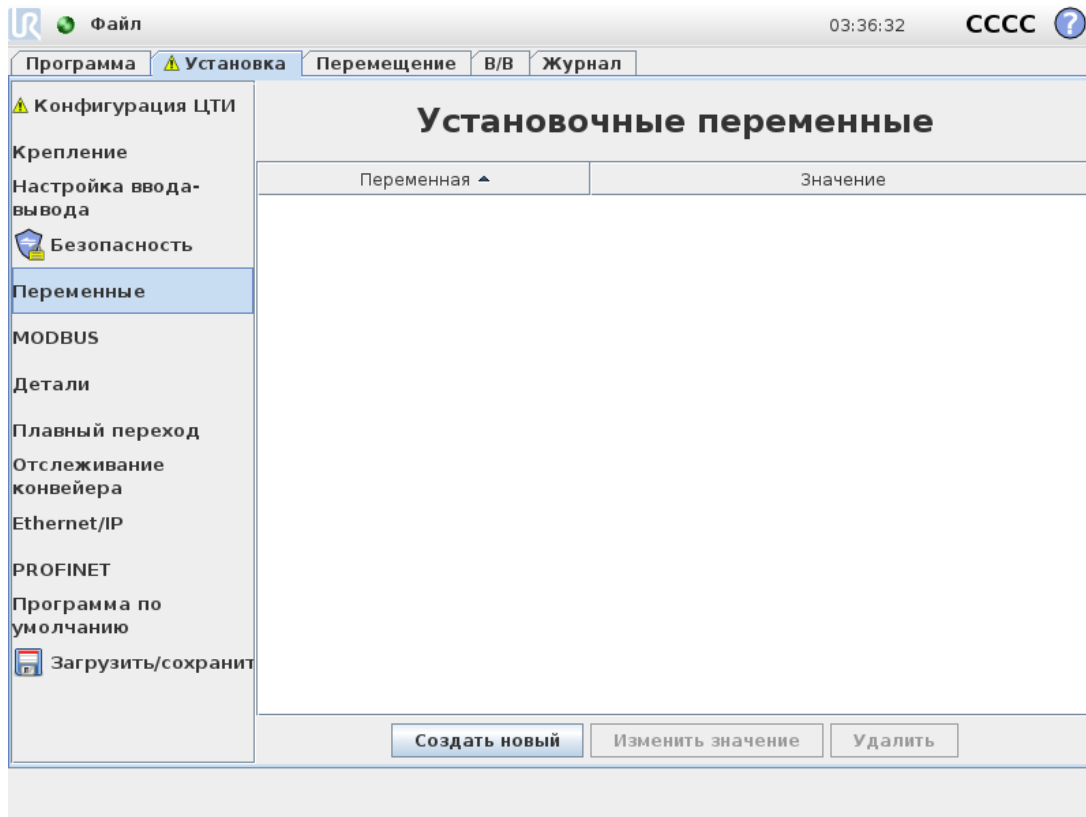 UR Файл 03:36:32 CCCC ?
Программа Установка Перемещение В/В Журнал
Конфигурация ЦТИ
Крепление
Настройка ввода-
вывода
Безопасность
Переменные
MODBUS
Детали
Плавный переход
Отслеживание
конвейера
Ethernet/IP
PROFINET
Программа по
умолчанию
Загрузить/сохранит
Установочные переменные
Переменная Значение
Создать новый Изменить значение Удалить